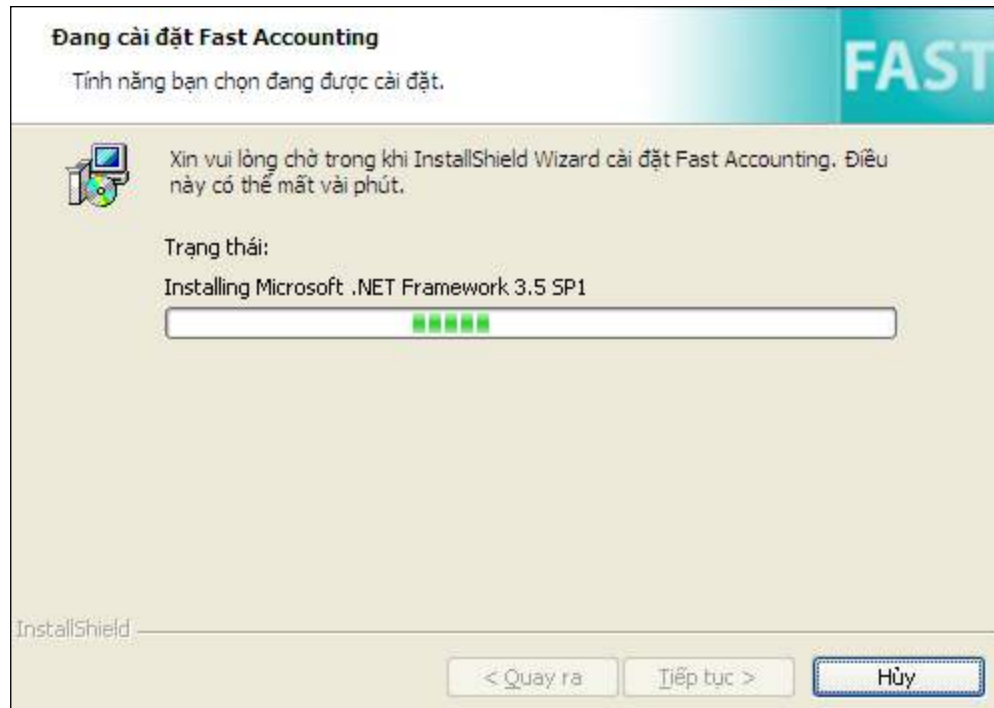 Đang cài đặt Fast Accounting
Tính năng bạn chọn đang được cài đặt.
FAST
Xin vui lòng chờ trong khi InstallShield Wizard cài đặt Fast Accounting. Điều
này có thể mất vài phút.
Trạng thái:
Installing Microsoft .NET Framework 3.5 SP1
InstallShield
< Quay ra
Tiếp tục >
Hủy